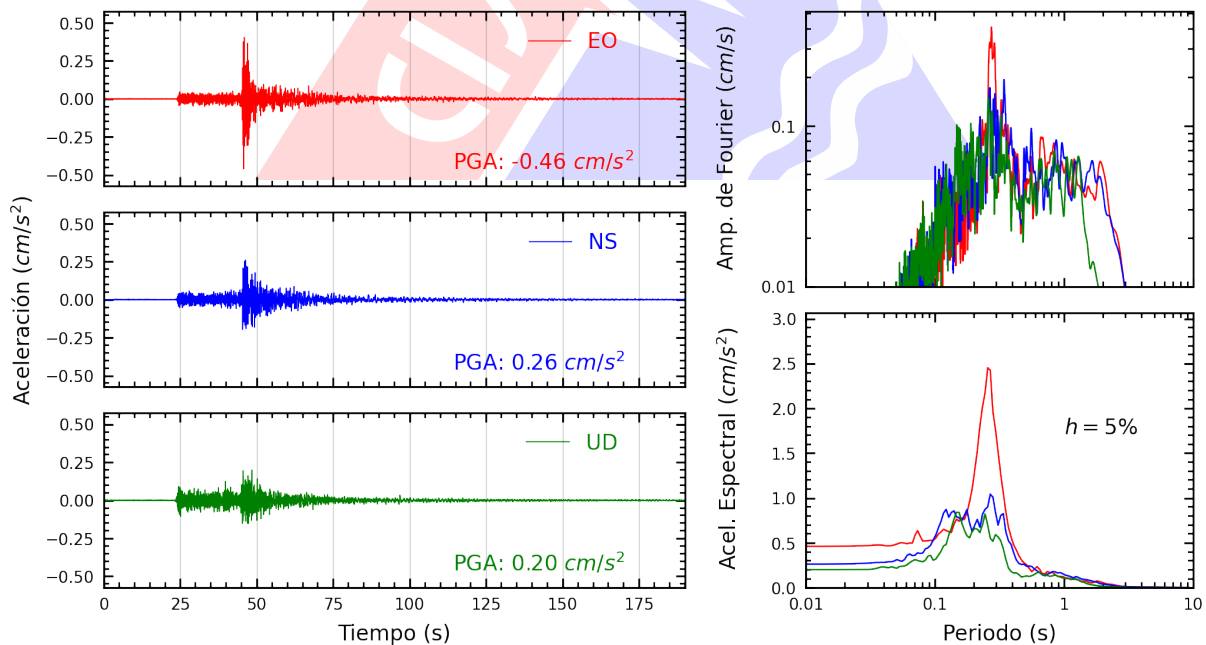 Aceleración (cm/s²)
0.50
0.25
0.00
−0.25
−0.50
EO
PGA: -0.46 cm/s²
0.50
0.25
0.00
−0.25
−0.50
NS
PGA: 0.26 cm/s²
0.50
0.25
0.00
−0.25
−0.50
UD
PGA: 0.20 cm/s²
0 25 50 75 100 125 150 175
Tiempo (s)
Amp. de Fourier (cm/s)
0.1
0.01
Acel. Espectral (cm/s²)
3.0
2.5
2.0
1.5
1.0
0.5
0.0
h = 5%
0.01 0.1 1 10
Periodo (s)